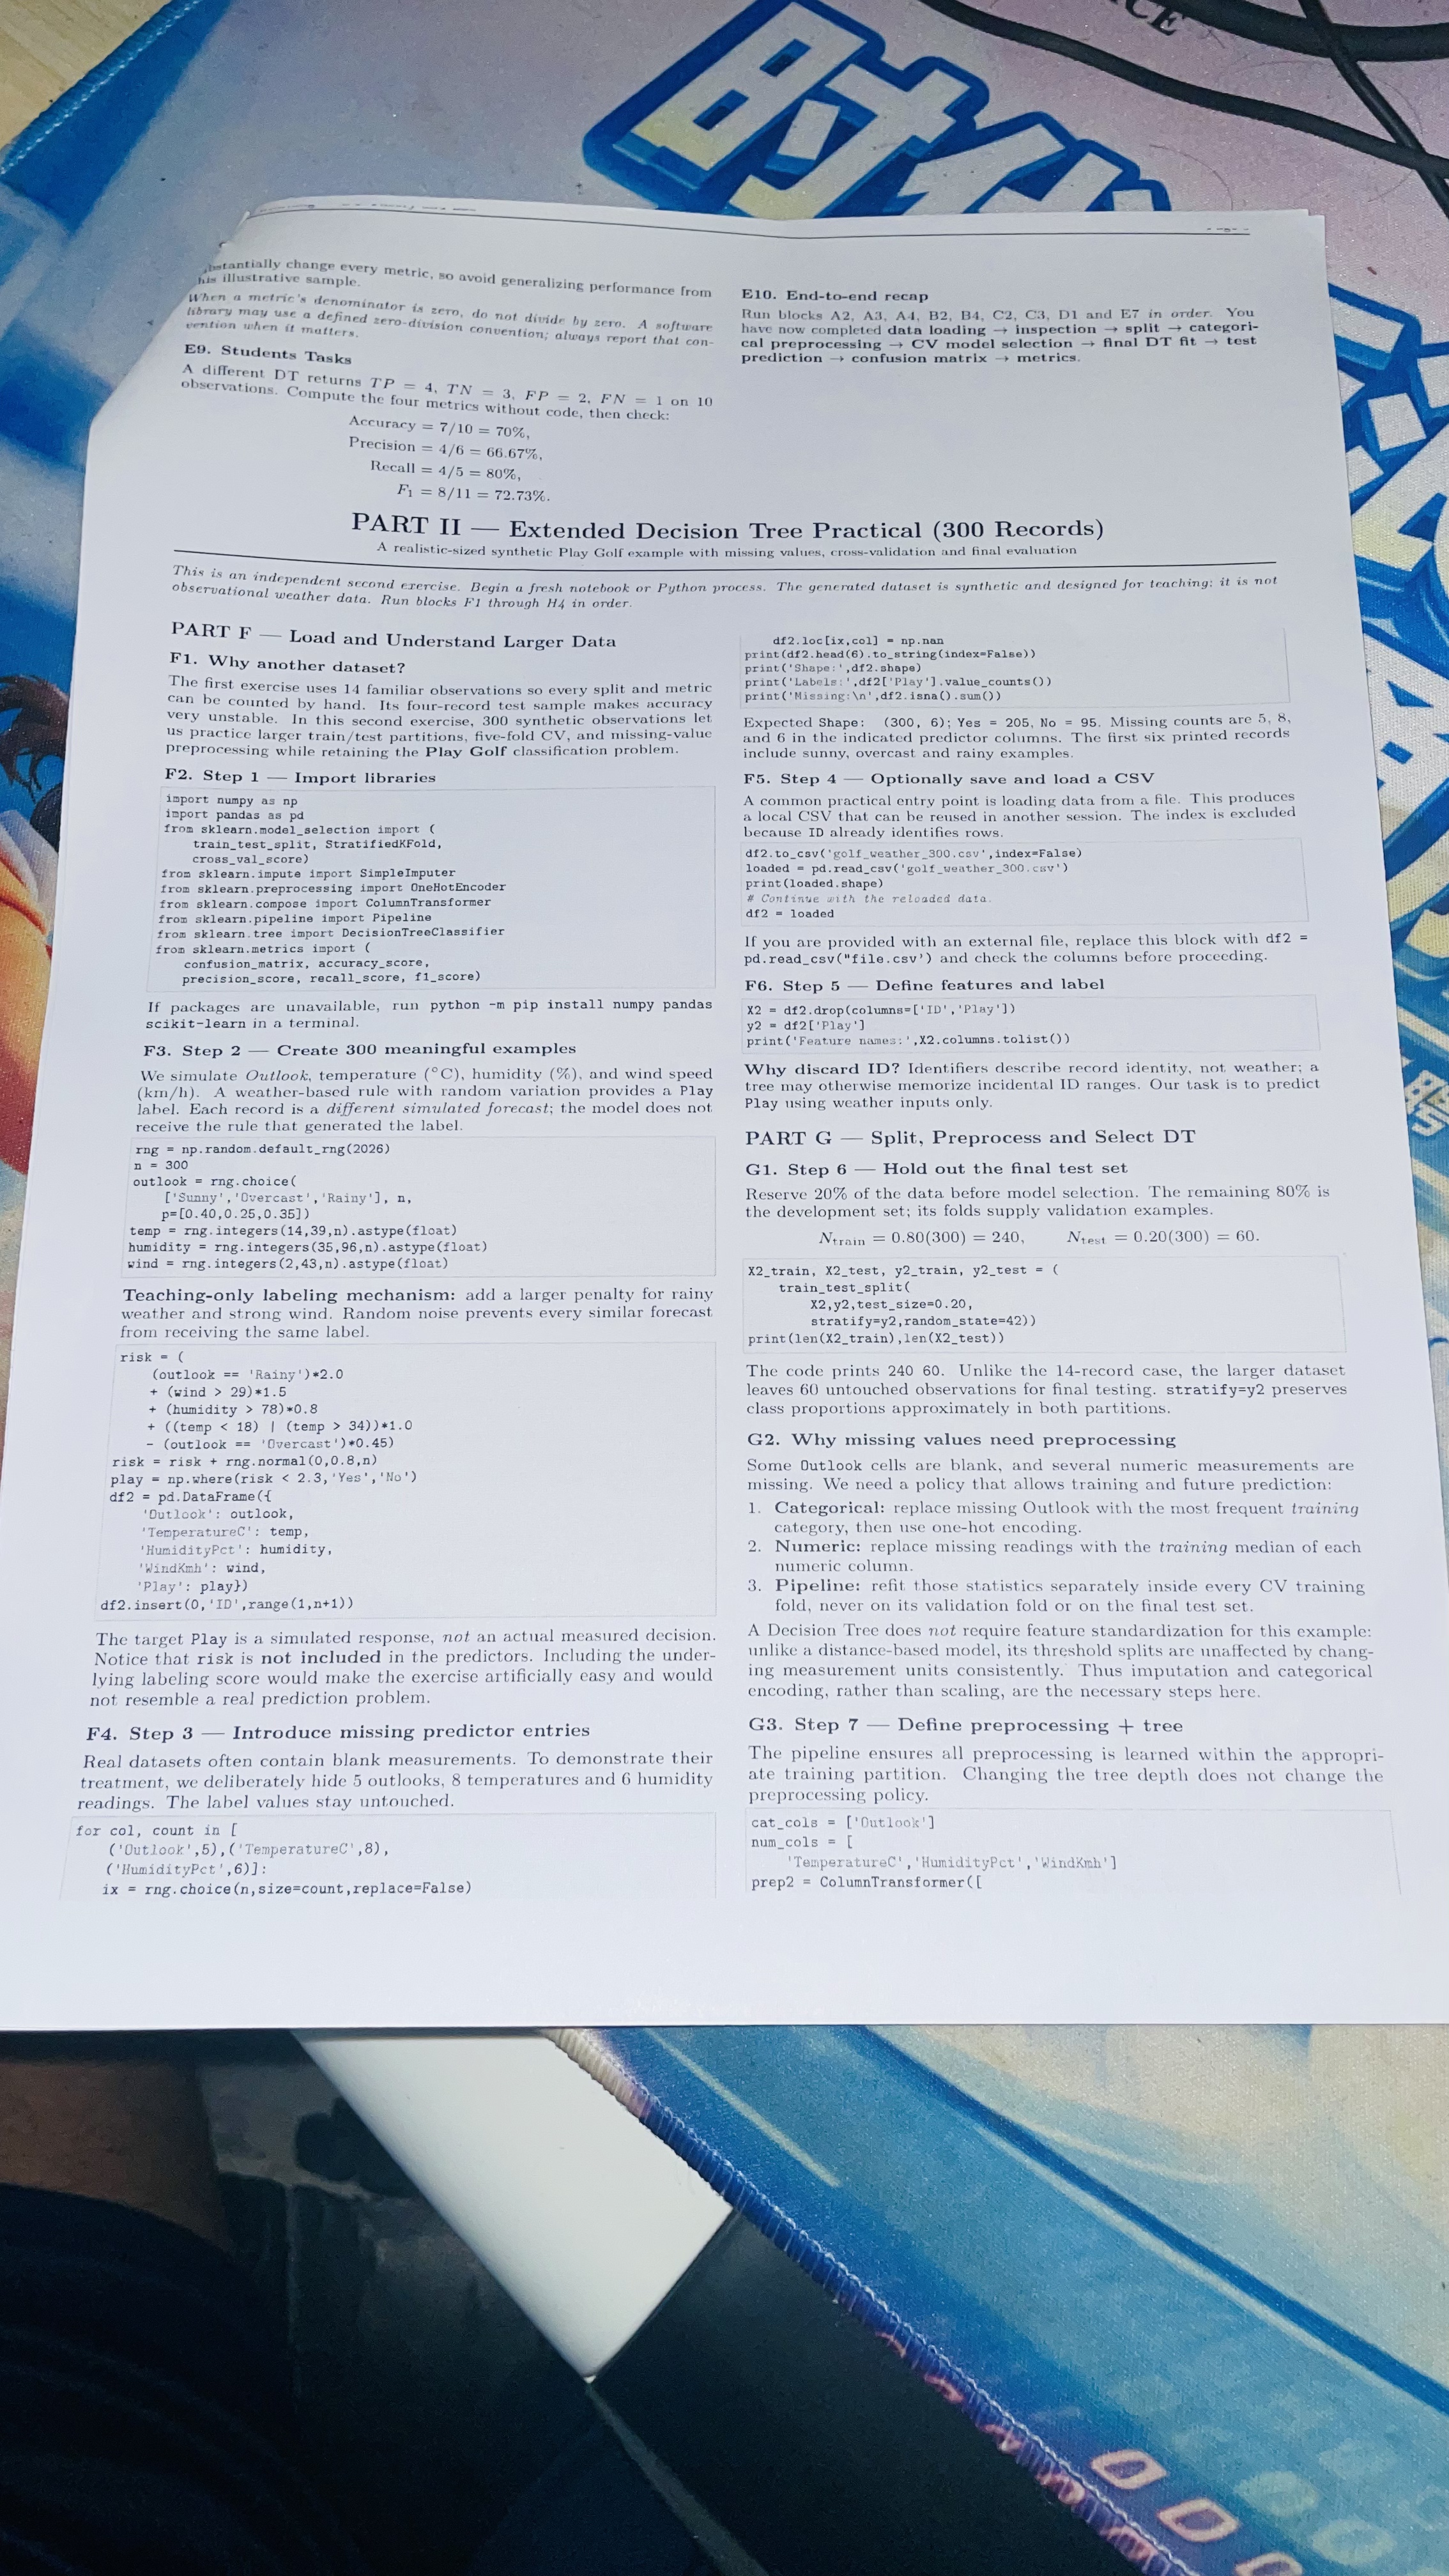 CE
时
stantially change every metric, so avoid generalizing performance from
his illustrative sample.
When a metric's denominator is zero, do not divide by zero. A software
library may use a defined zero-division convention; always report that con-
vention when it matters.
E9. Students Tasks
A different DT returns TP = 4, TN = 3, FP = 2, FN = 1 on 10
observations. Compute the four metrics without code, then check:
Accuracy = 7/10 = 70%,
Precision = 4/6 = 66.67%,
Recall = 4/5 = 80%,
F₁ = 8/11 = 72.73%.
E10. End-to-end recap
Run blocks A2, A3, A4, B2, B4, C2, C3, D1 and E7 in order. You
have now completed data loading → inspection → split → categori-
cal preprocessing → CV model selection → final DT fit → test
prediction → confusion matrix → metrics.
PART II — Extended Decision Tree Practical (300 Records)
A realistic-sized synthetic Play Golf example with missing values, cross-validation and final evaluation
This is an independent second exercise. Begin a fresh notebook or Python process. The generated dataset is synthetic and designed for teaching: it is not
observational weather data. Run blocks F1 through H4 in order.
PART F — Load and Understand Larger Data
F1. Why another dataset?
The first exercise uses 14 familiar observations so every split and metric
can be counted by hand. Its four-record test sample makes accuracy
very unstable. In this second exercise, 300 synthetic observations let
us practice larger train/test partitions, five-fold CV, and missing-value
preprocessing while retaining the Play Golf classification problem.
F2. Step 1 — Import libraries
import numpy as np
import pandas as pd
from sklearn.model_selection import (
train_test_split, StratifiedKFold,
cross_val_score)
from sklearn.impute import SimpleImputer
from sklearn.preprocessing import OneHotEncoder
from sklearn.compose import ColumnTransformer
from sklearn.pipeline import Pipeline
from sklearn.tree import DecisionTreeClassifier
from sklearn.metrics import (
confusion_matrix, accuracy_score,
precision_score, recall_score, f1_score)
If packages are unavailable, run python -m pip install numpy pandas
scikit-learn in a terminal.
F3. Step 2 — Create 300 meaningful examples
We simulate Outlook, temperature (°C), humidity (%), and wind speed
(km/h). A weather-based rule with random variation provides a Play
label. Each record is a different simulated forecast; the model does not
receive the rule that generated the label.
rng = np.random.default_rng(2026)
n = 300
outlook = rng.choice(
['Sunny','Overcast','Rainy'], n,
p=[0.40,0.25,0.35])
temp = rng.integers(14,39,n).astype(float)
humidity = rng.integers(35,96,n).astype(float)
wind = rng.integers(2,43,n).astype(float)
Teaching-only labeling mechanism: add a larger penalty for rainy
weather and strong wind. Random noise prevents every similar forecast
from receiving the same label.
risk = (
(outlook == 'Rainy')*2.0
+ (wind > 29)*1.5
+ (humidity > 78)*0.8
+ ((temp < 18) | (temp > 34))*1.0
- (outlook == 'Overcast')*0.45)
risk = risk + rng.normal(0,0.8,n)
play = np.where(risk < 2.3,'Yes','No')
df2 = pd.DataFrame({
'Outlook': outlook,
'TemperatureC': temp,
'HumidityPct': humidity,
'WindKmh': wind,
'Play': play})
df2.insert(0,'ID',range(1,n+1))
The target Play is a simulated response, not an actual measured decision.
Notice that risk is not included in the predictors. Including the under-
lying labeling score would make the exercise artificially easy and would
not resemble a real prediction problem.
F4. Step 3 — Introduce missing predictor entries
Real datasets often contain blank measurements. To demonstrate their
treatment, we deliberately hide 5 outlooks, 8 temperatures and 6 humidity
readings. The label values stay untouched.
for col, count in [
('Outlook',5),('TemperatureC',8),
('HumidityPct',6)]:
ix = rng.choice(n,size=count,replace=False)
df2.loc[ix,col] = np.nan
print(df2.head(6).to_string(index=False))
print('Shape:',df2.shape)
print('Labels:',df2['Play'].value_counts())
print('Missing:\n',df2.isna().sum())
Expected Shape: (300, 6); Yes = 205, No = 95. Missing counts are 5, 8,
and 6 in the indicated predictor columns. The first six printed records
include sunny, overcast and rainy examples.
F5. Step 4 — Optionally save and load a CSV
A common practical entry point is loading data from a file. This produces
a local CSV that can be reused in another session. The index is excluded
because ID already identifies rows.
df2.to_csv('golf_weather_300.csv',index=False)
loaded = pd.read_csv('golf_weather_300.csv')
print(loaded.shape)
# Continue with the reloaded data.
df2 = loaded
If you are provided with an external file, replace this block with df2 =
pd.read_csv("file.csv') and check the columns before proceeding.
F6. Step 5 — Define features and label
X2 = df2.drop(columns=['ID','Play'])
y2 = df2['Play']
print('Feature names:',X2.columns.tolist())
Why discard ID? Identifiers describe record identity, not weather; a
tree may otherwise memorize incidental ID ranges. Our task is to predict
Play using weather inputs only.
PART G — Split, Preprocess and Select DT
G1. Step 6 — Hold out the final test set
Reserve 20% of the data before model selection. The remaining 80% is
the development set; its folds supply validation examples.
Ntrain = 0.80(300) = 240, Ntest = 0.20(300) = 60.
X2_train, X2_test, y2_train, y2_test = (
train_test_split(
X2,y2,test_size=0.20,
stratify=y2,random_state=42))
print(len(X2_train),len(X2_test))
The code prints 240 60. Unlike the 14-record case, the larger dataset
leaves 60 untouched observations for final testing. stratify=y2 preserves
class proportions approximately in both partitions.
G2. Why missing values need preprocessing
Some Outlook cells are blank, and several numeric measurements are
missing. We need a policy that allows training and future prediction:
1. Categorical: replace missing Outlook with the most frequent training
category, then use one-hot encoding.
2. Numeric: replace missing readings with the training median of each
numeric column.
3. Pipeline: refit those statistics separately inside every CV training
fold, never on its validation fold or on the final test set.
A Decision Tree does not require feature standardization for this example:
unlike a distance-based model, its threshold splits are unaffected by chang-
ing measurement units consistently. Thus imputation and categorical
encoding, rather than scaling, are the necessary steps here.
G3. Step 7 — Define preprocessing + tree
The pipeline ensures all preprocessing is learned within the appropri-
ate training partition. Changing the tree depth does not change the
preprocessing policy.
cat_cols = ['Outlook']
num_cols = [
'TemperatureC','HumidityPct','WindKmh']
prep2 = ColumnTransformer([